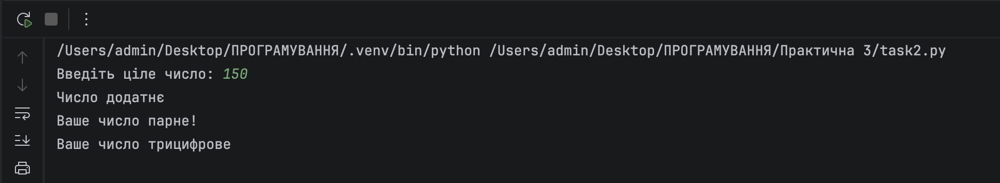 /Users/admin/Desktop/ПРОГРАМУВАННЯ/.venv/bin/python /Users/admin/Desktop/ПРОГРАМУВАННЯ/Практична 3/task2.py
Введіть ціле число: 150
Число додатнє
Ваше число парне!
Ваше число трицифрове